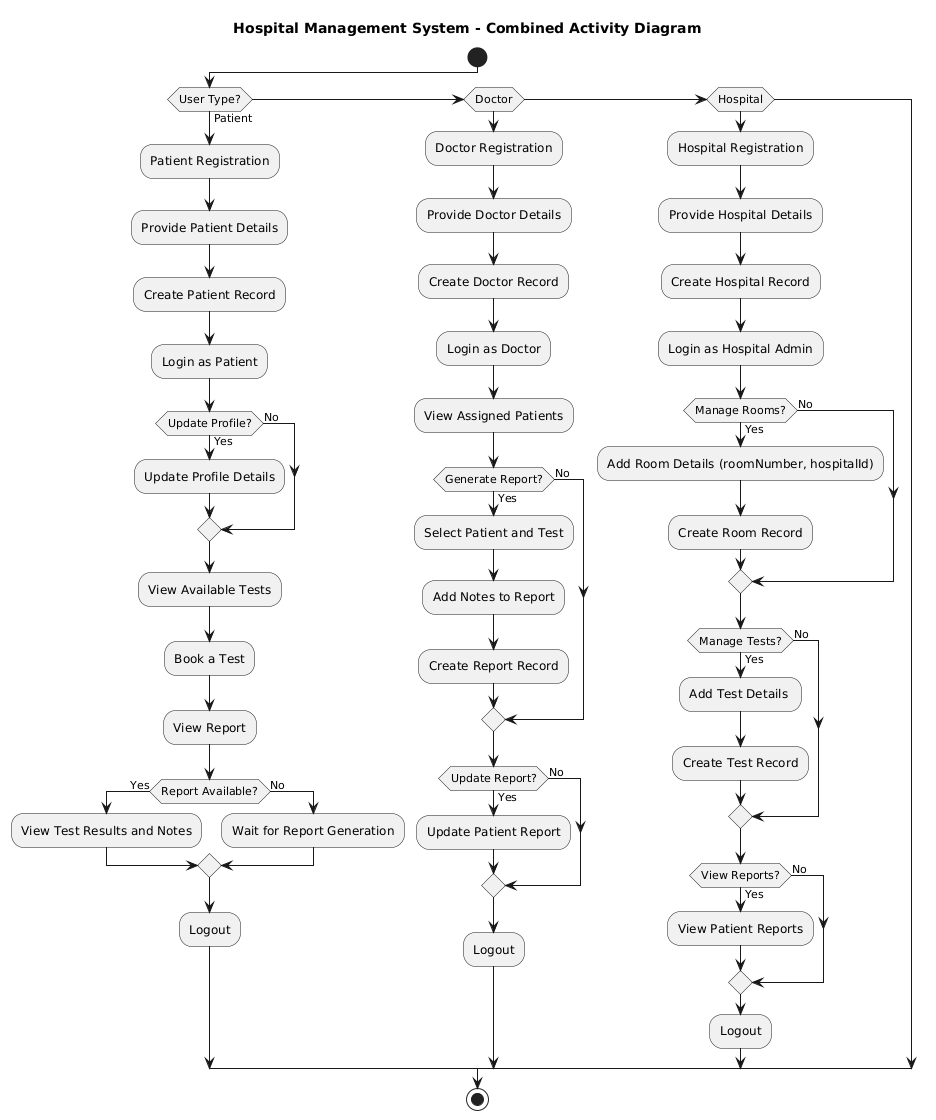 Hospital Management System - Combined Activity Diagram
User Type?
Patient
Patient Registration
Provide Patient Details
Create Patient Record
Login as Patient
Update Profile?
No
Yes
Update Profile Details
View Available Tests
Book a Test
View Report
Yes
Report Available?
No
View Test Results and Notes
Wait for Report Generation
Logout
Doctor
Doctor Registration
Provide Doctor Details
Create Doctor Record
Login as Doctor
View Assigned Patients
Generate Report?
No
Yes
Select Patient and Test
Add Notes to Report
Create Report Record
Update Report?
No
Yes
Update Patient Report
Logout
Hospital
Hospital Registration
Provide Hospital Details
Create Hospital Record
Login as Hospital Admin
Manage Rooms?
No
Yes
Add Room Details (roomNumber, hospitalId)
Create Room Record
Manage Tests?
No
Yes
Add Test Details
Create Test Record
View Reports?
No
Yes
View Patient Reports
Logout